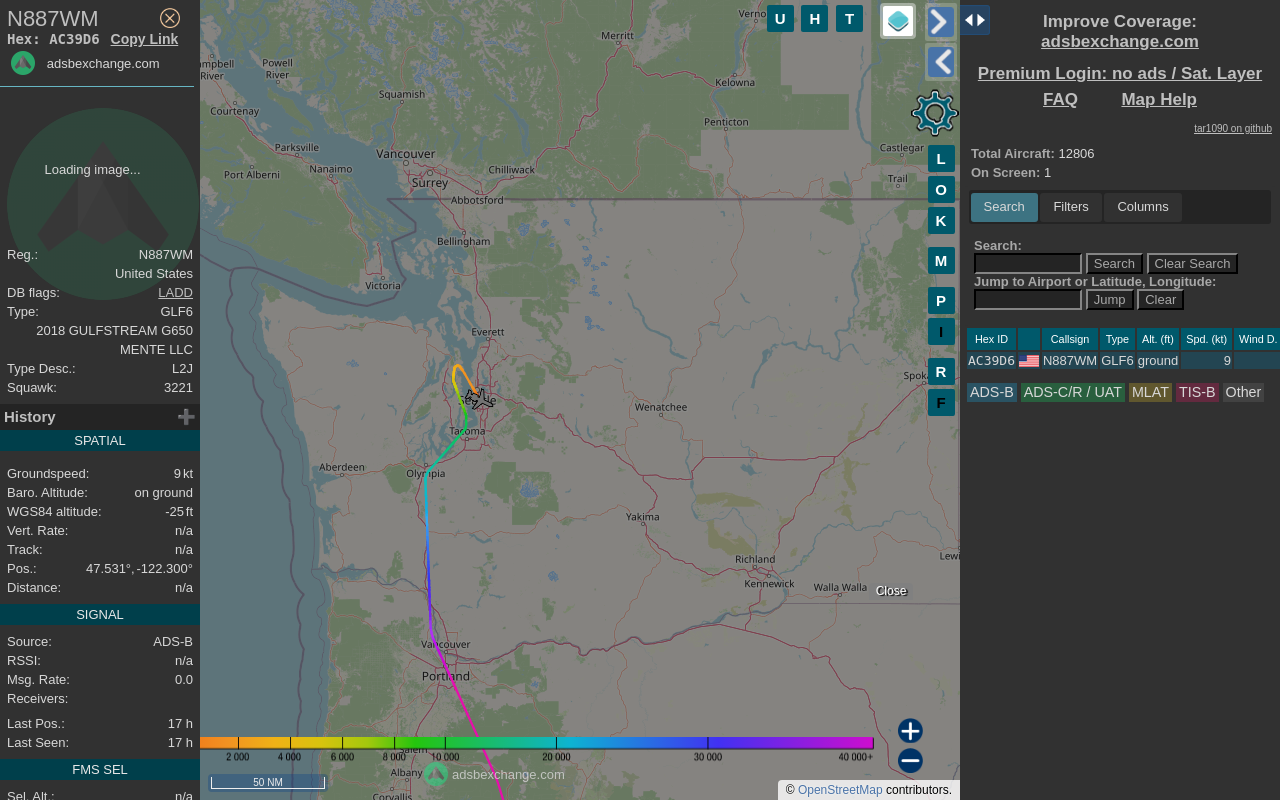 N887WM
Hex: AC39D6 Copy Link
adsbexchange.com
Loading image...
Reg.: N887WM
United States
DB flags: LADD
Type: GLF6
2018 GULFSTREAM G650
MENTE LLC
Type Desc.: L2J
Squawk: 3221
History
SPATIAL
Groundspeed: 9 kt
Baro. Altitude: on ground
WGS84 altitude: -25 ft
Vert. Rate: n/a
Track: n/a
Pos.: 47.531°, -122.300°
Distance: n/a
SIGNAL
Source: ADS-B
RSSI: n/a
Msg. Rate: 0.0
Receivers:
Last Pos.: 17 h
Last Seen: 17 h
FMS SEL
Sel. Alt.: n/a
U H T
Merritt
Powell
River
River
Squamish
Kelowna
Courtenay
Penticton
Parksville
Vancouver
Castlegar
Nanaimo
Chilliwack
Port Alberni
Surrey
Trail
Abbotsford
Bellingham
Victoria
Everett
Wenatchee
Tacoma
Aberdeen
Olympia
Yakima
Richland
Kennewick
Walla Walla
Close
Vancouver
Portland
Salem
Albany
Corvallis
L
O
K
M
P
I
R
F
2 000 4 000 6 000 8 000 10 000 20 000 30 000 40 000+
adsbexchange.com
50 NM
© OpenStreetMap contributors.
Improve Coverage:
adsbexchange.com
Premium Login: no ads / Sat. Layer
FAQ Map Help
tar1090 on github
Total Aircraft: 12806
On Screen: 1
Search Filters Columns
Search:
Search Clear Search
Jump to Airport or Latitude, Longitude:
Jump Clear
Hex ID Callsign Type Alt. (ft) Spd. (kt) Wind D.
AC39D6 N887WM GLF6 ground 9
ADS-B ADS-C/R / UAT MLAT TIS-B Other